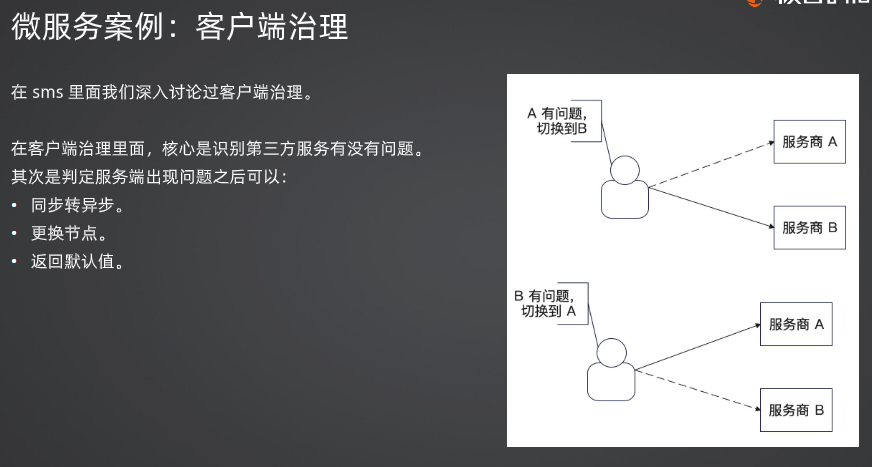 微服务案例：客户端治理
在 sms 里面我们深入讨论过客户端治理。
在客户端治理里面，核心是识别第三方服务有没有问题。
其次是判定服务端出现问题之后可以：
• 同步转异步。
• 更换节点。
• 返回默认值。
A 有问题，
切换到B
服务商 A
服务商 B
B 有问题，
切换到 A
服务商 A
服务商 B